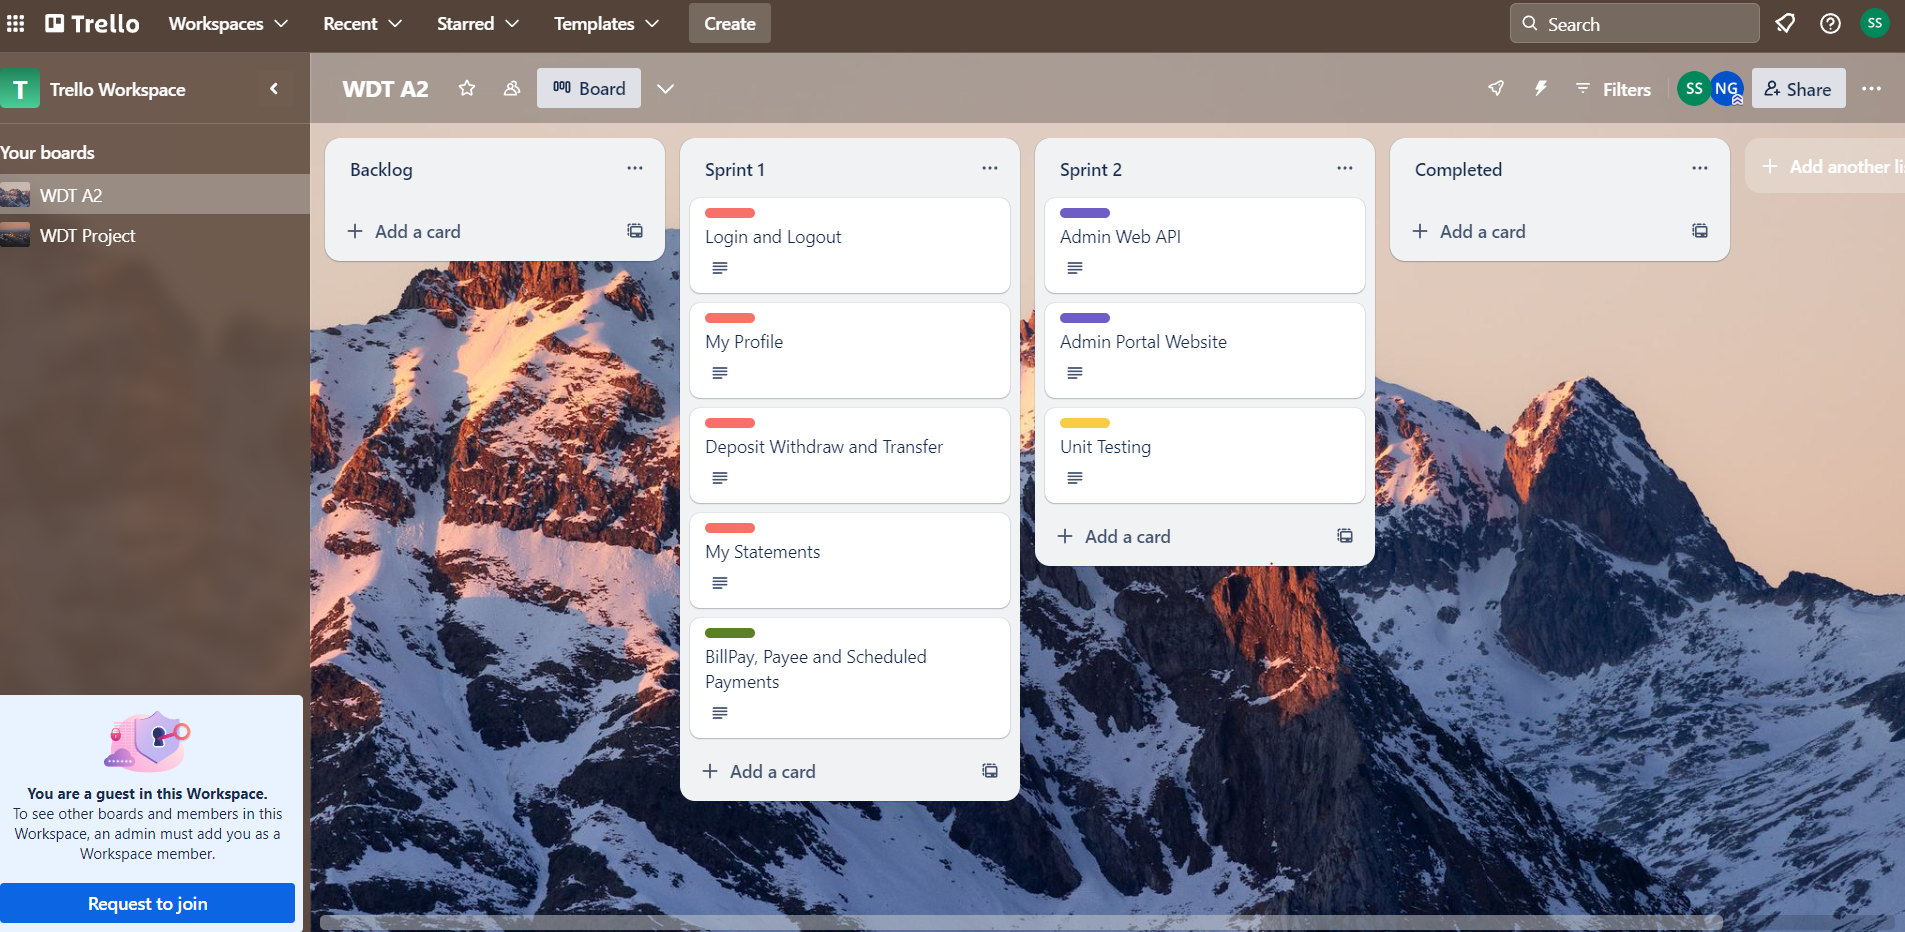 Trello
Workspaces
Recent
Starred
Templates
Create
Search
SS
T
Trello Workspace
WDT A2
Board
Filters
SS
NG
Share
Your boards
WDT A2
WDT Project
Backlog
Add a card
Sprint 1
Login and Logout
My Profile
Deposit Withdraw and Transfer
My Statements
BillPay, Payee and Scheduled
Payments
Add a card
Sprint 2
Admin Web API
Admin Portal Website
Unit Testing
Add a card
Completed
Add a card
Add another li
You are a guest in this Workspace.
To see other boards and members in this
Workspace, an admin must add you as a
Workspace member.
Request to join